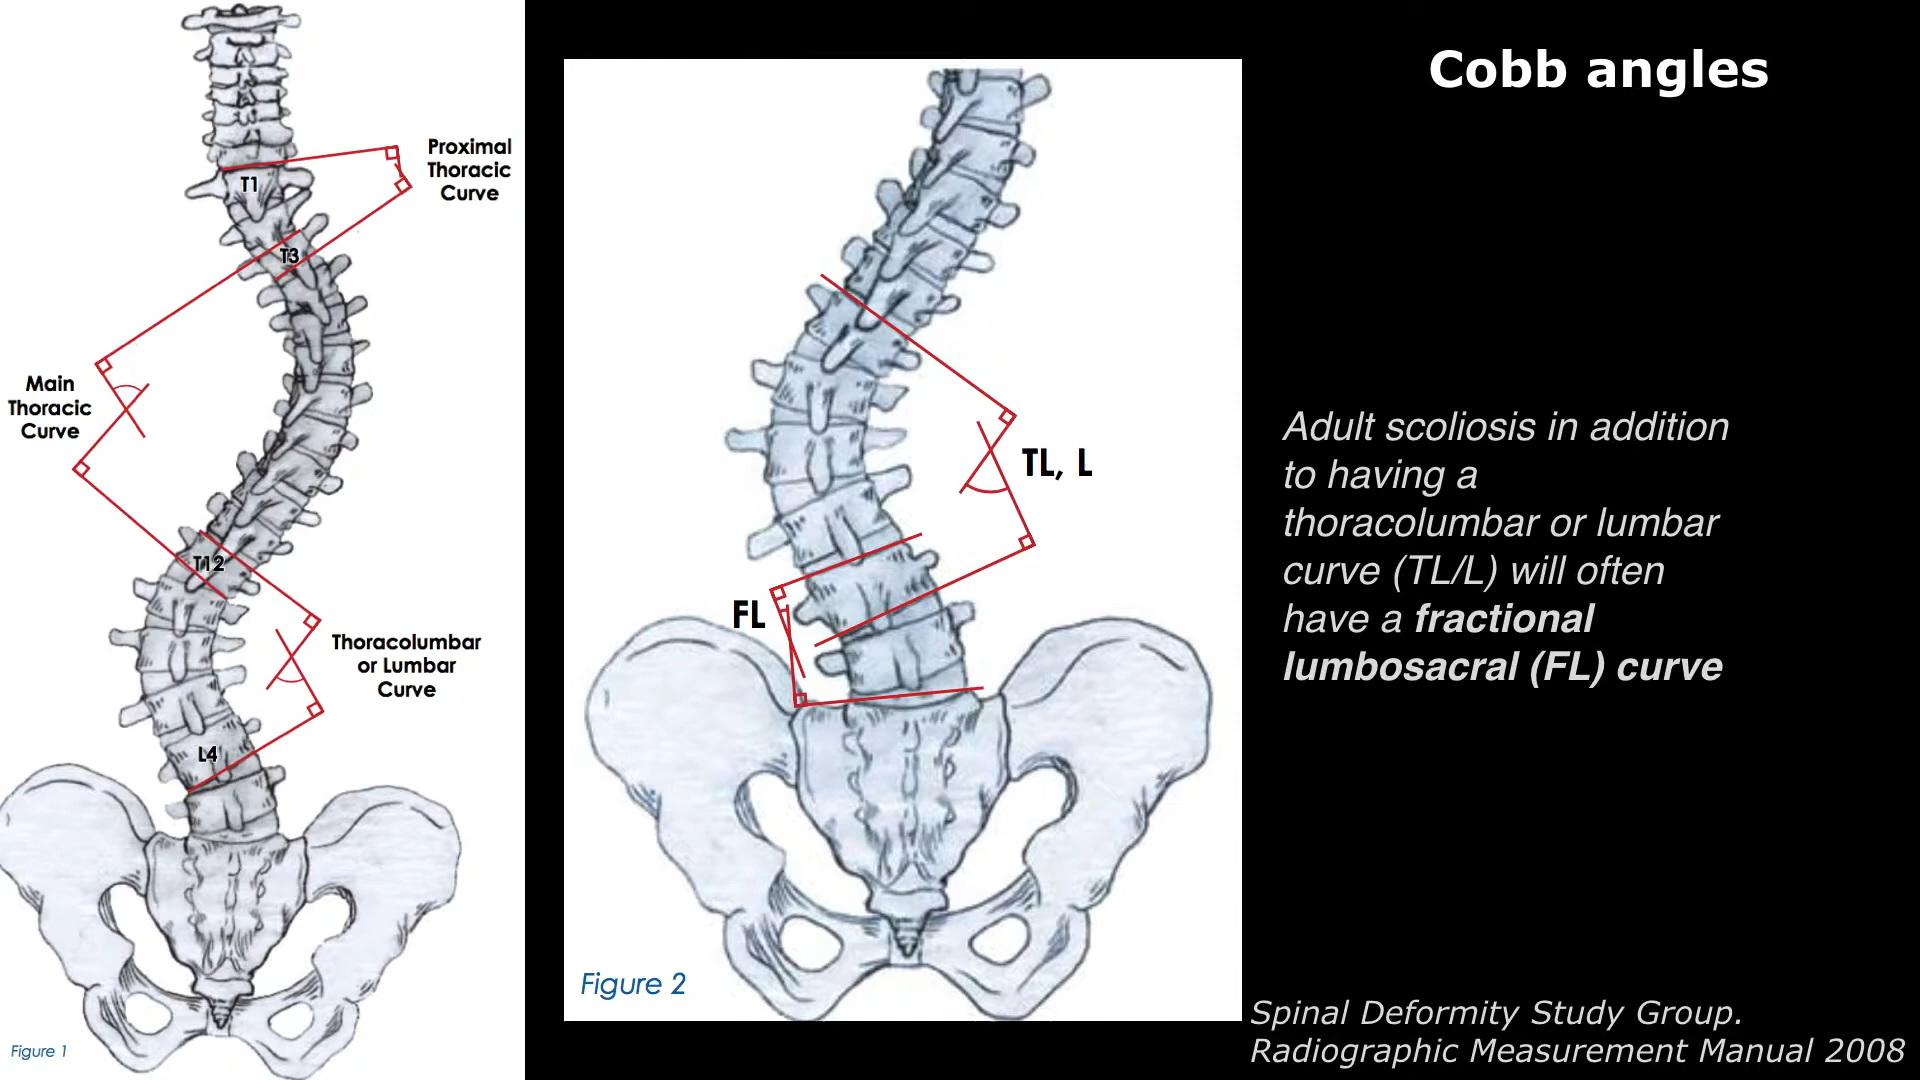 Cobb angles
Proximal
Thoracic
Curve
T1
T3
Main
Thoracic
Curve
T12
Thoracolumbar
or Lumbar
Curve
L4
Figure 1
TL, L
FL
Figure 2
Adult scoliosis in addition
to having a
thoracolumbar or lumbar
curve (TL/L) will often
have a fractional
lumbosacral (FL) curve
Spinal Deformity Study Group.
Radiographic Measurement Manual 2008